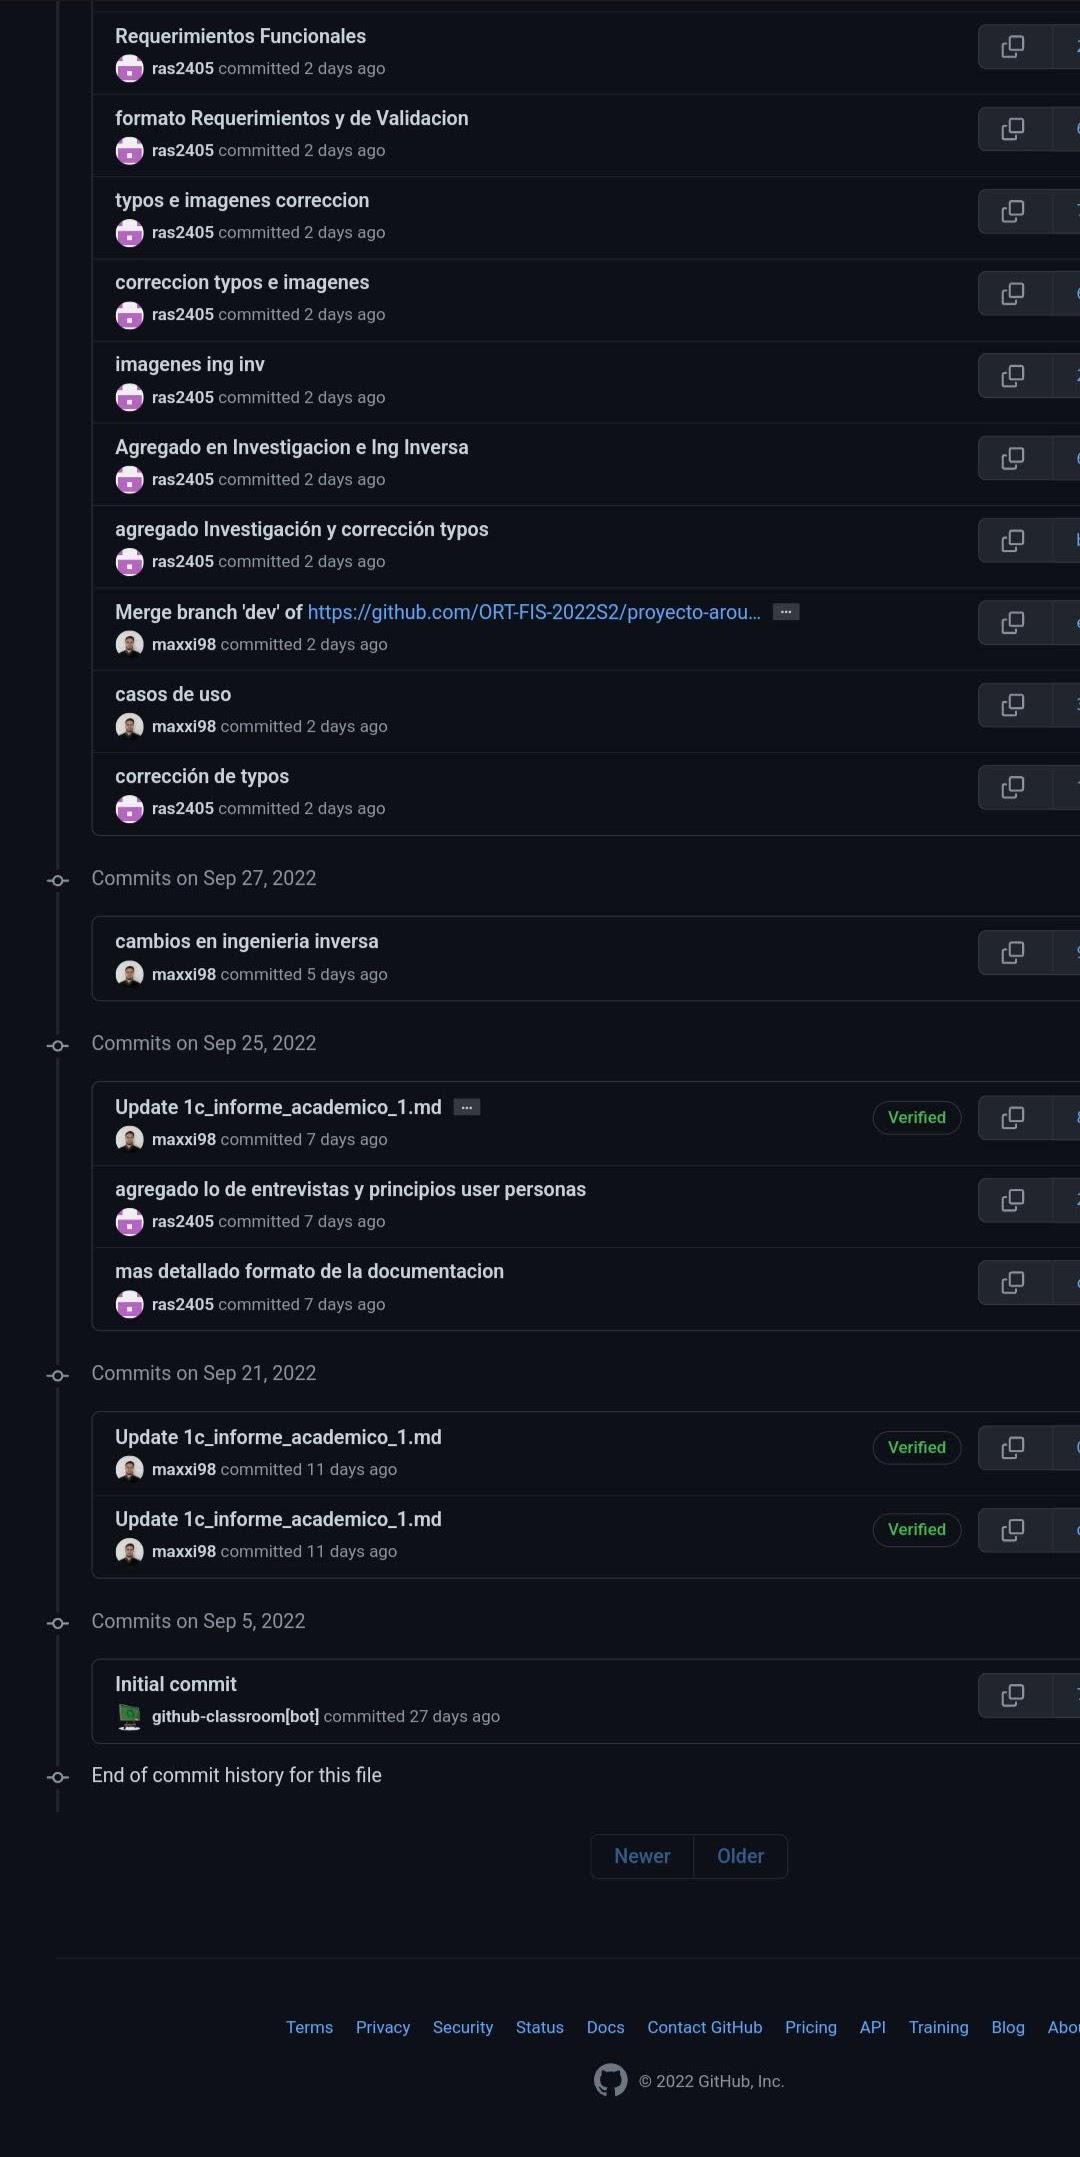 Requerimientos Funcionales
ras2405 committed 2 days ago
formato Requerimientos y de Validacion
ras2405 committed 2 days ago
typos e imagenes correccion
ras2405 committed 2 days ago
correccion typos e imagenes
ras2405 committed 2 days ago
imagenes ing inv
ras2405 committed 2 days ago
Agregado en Investigacion e Ing Inversa
ras2405 committed 2 days ago
agregado Investigación y corrección typos
ras2405 committed 2 days ago
Merge branch 'dev' of https://github.com/ORT-FIS-2022S2/proyecto-arou... ...
maxxi98 committed 2 days ago
casos de uso
maxxi98 committed 2 days ago
corrección de typos
ras2405 committed 2 days ago
Commits on Sep 27, 2022
cambios en ingenieria inversa
maxxi98 committed 5 days ago
Commits on Sep 25, 2022
Update 1c_informe_academico_1.md ... Verified
maxxi98 committed 7 days ago
agregado lo de entrevistas y principios user personas
ras2405 committed 7 days ago
mas detallado formato de la documentacion
ras2405 committed 7 days ago
Commits on Sep 21, 2022
Update 1c_informe_academico_1.md Verified
maxxi98 committed 11 days ago
Update 1c_informe_academico_1.md Verified
maxxi98 committed 11 days ago
Commits on Sep 5, 2022
Initial commit
github-classroom[bot] committed 27 days ago
End of commit history for this file
Newer Older
Terms Privacy Security Status Docs Contact GitHub Pricing API Training Blog
© 2022 GitHub, Inc.